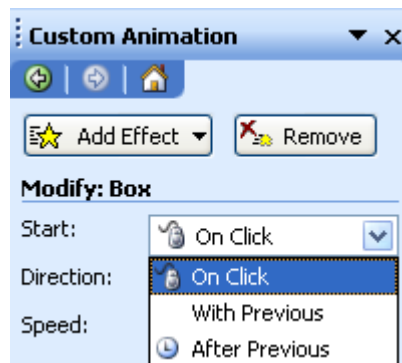 Custom Animation
Add Effect Remove
Modify: Box
Start: On Click
Direction: On Click
With Previous
Speed:
After Previous